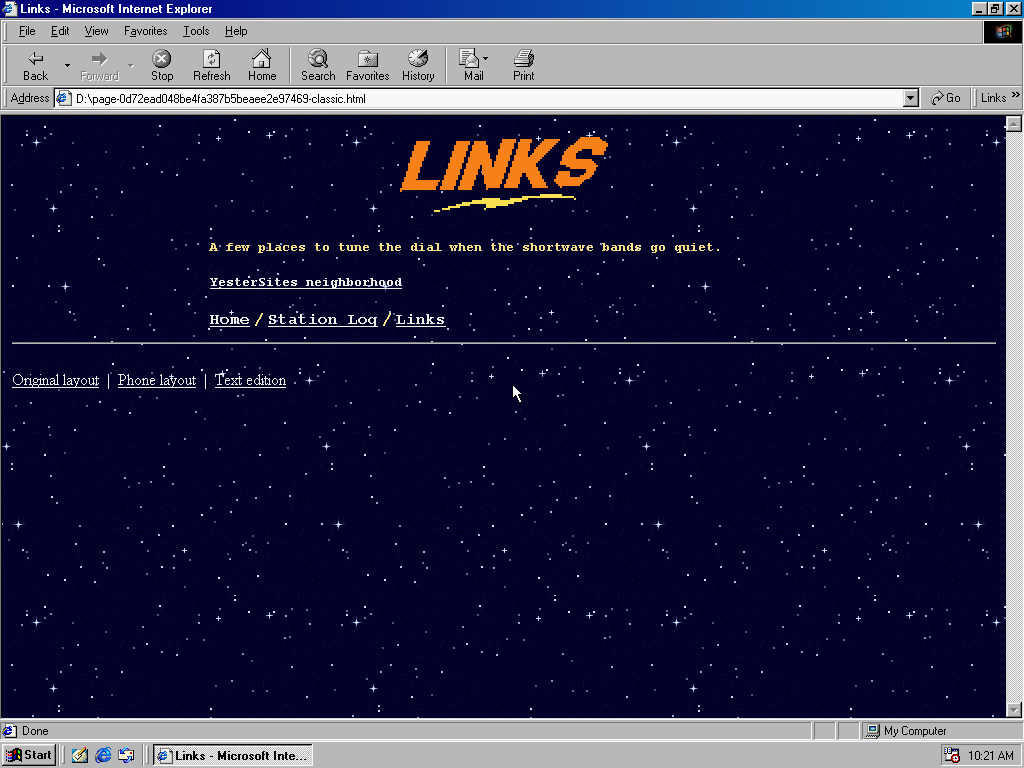 Links - Microsoft Internet Explorer
File Edit View Favorites Tools Help
Back Forward Stop Refresh Home Search Favorites History Mail Print
Address D:\page-0d72ead048be4fa387b5beaee2e97469-classic.html Go Links »
LINKS
A few places to tune the dial when the shortwave bands go quiet.
YesterSites neighborhood
Home / Station Log / Links
Original layout | Phone layout | Text edition
Done My Computer
Start Links - Microsoft Inte... 10:21 AM